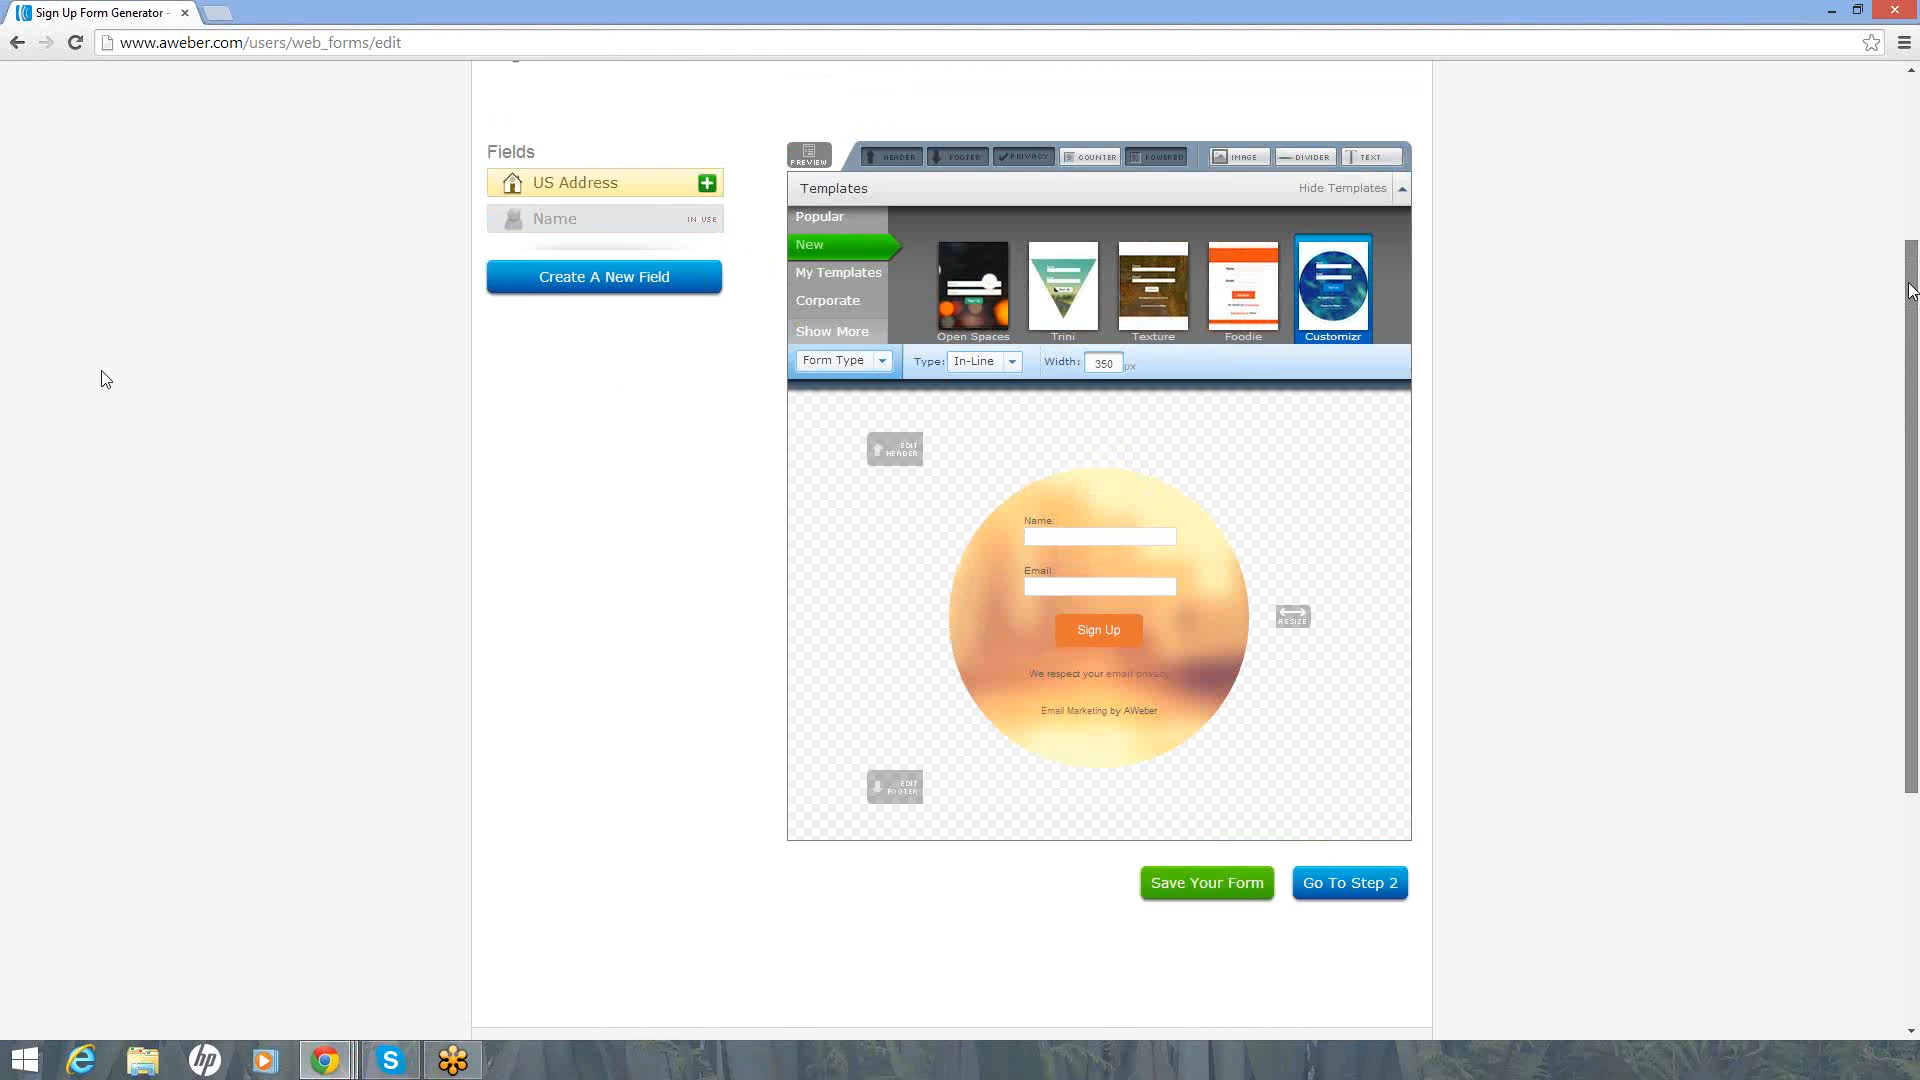 Sign Up Form Generator -
www.aweber.com/users/web_forms/edit
Fields
US Address
Name
IN USE
Create A New Field
PREVIEW
HEADER
FOOTER
PRIVACY
COUNTER
POWERED
IMAGE
DIVIDER
TEXT
Templates
Hide Templates
Popular
New
My Templates
Corporate
Show More
Open Spaces
Trini
Texture
Foodie
Customizr
Form Type
Type: In-Line
Width: 350 px
EDIT
HEADER
Name:
Email:
Sign Up
RESIZE
We respect your email privacy
Email Marketing by AWeber
EDIT
FOOTER
Save Your Form
Go To Step 2